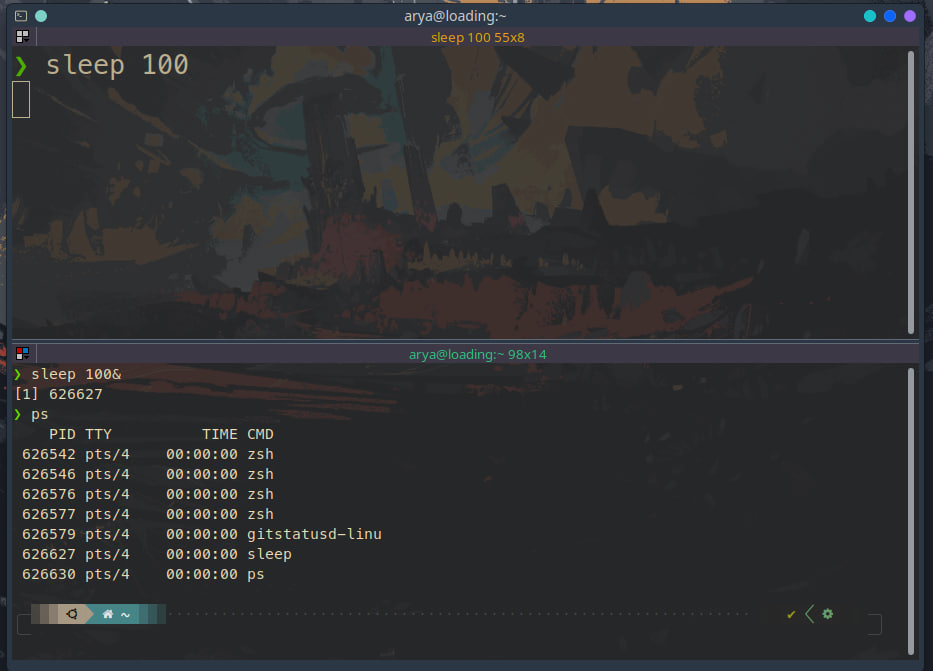 arya@loading:~
sleep 100 55x8
❯ sleep 100
arya@loading:~ 98x14
❯ sleep 100&
[1] 626627
❯ ps
    PID TTY          TIME CMD
 626542 pts/4    00:00:00 zsh
 626546 pts/4    00:00:00 zsh
 626576 pts/4    00:00:00 zsh
 626577 pts/4    00:00:00 zsh
 626579 pts/4    00:00:00 gitstatusd-linu
 626627 pts/4    00:00:00 sleep
 626630 pts/4    00:00:00 ps
~